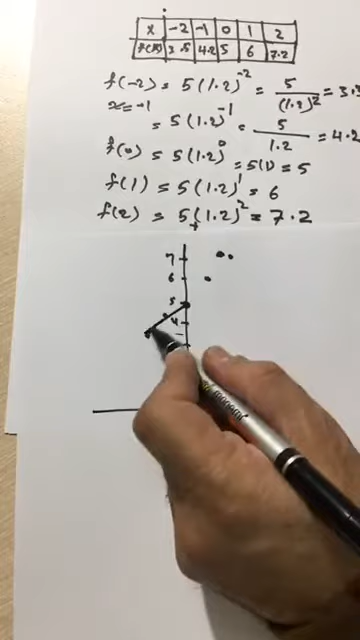 x -2 -1 0 1 2
f(x) 3.5 4.2 5 6 7.2
f(-2) = 5(1.2)^-2 = 5/(1.2)^2 = 3.5
x = -1
= 5(1.2)^-1 = 5/1.2 = 4.2
f(0) = 5(1.2)^0 = 5(1) = 5
f(1) = 5(1.2)^1 = 6
f(2) = 5(1.2)^2 = 7.2
7
6
5
4